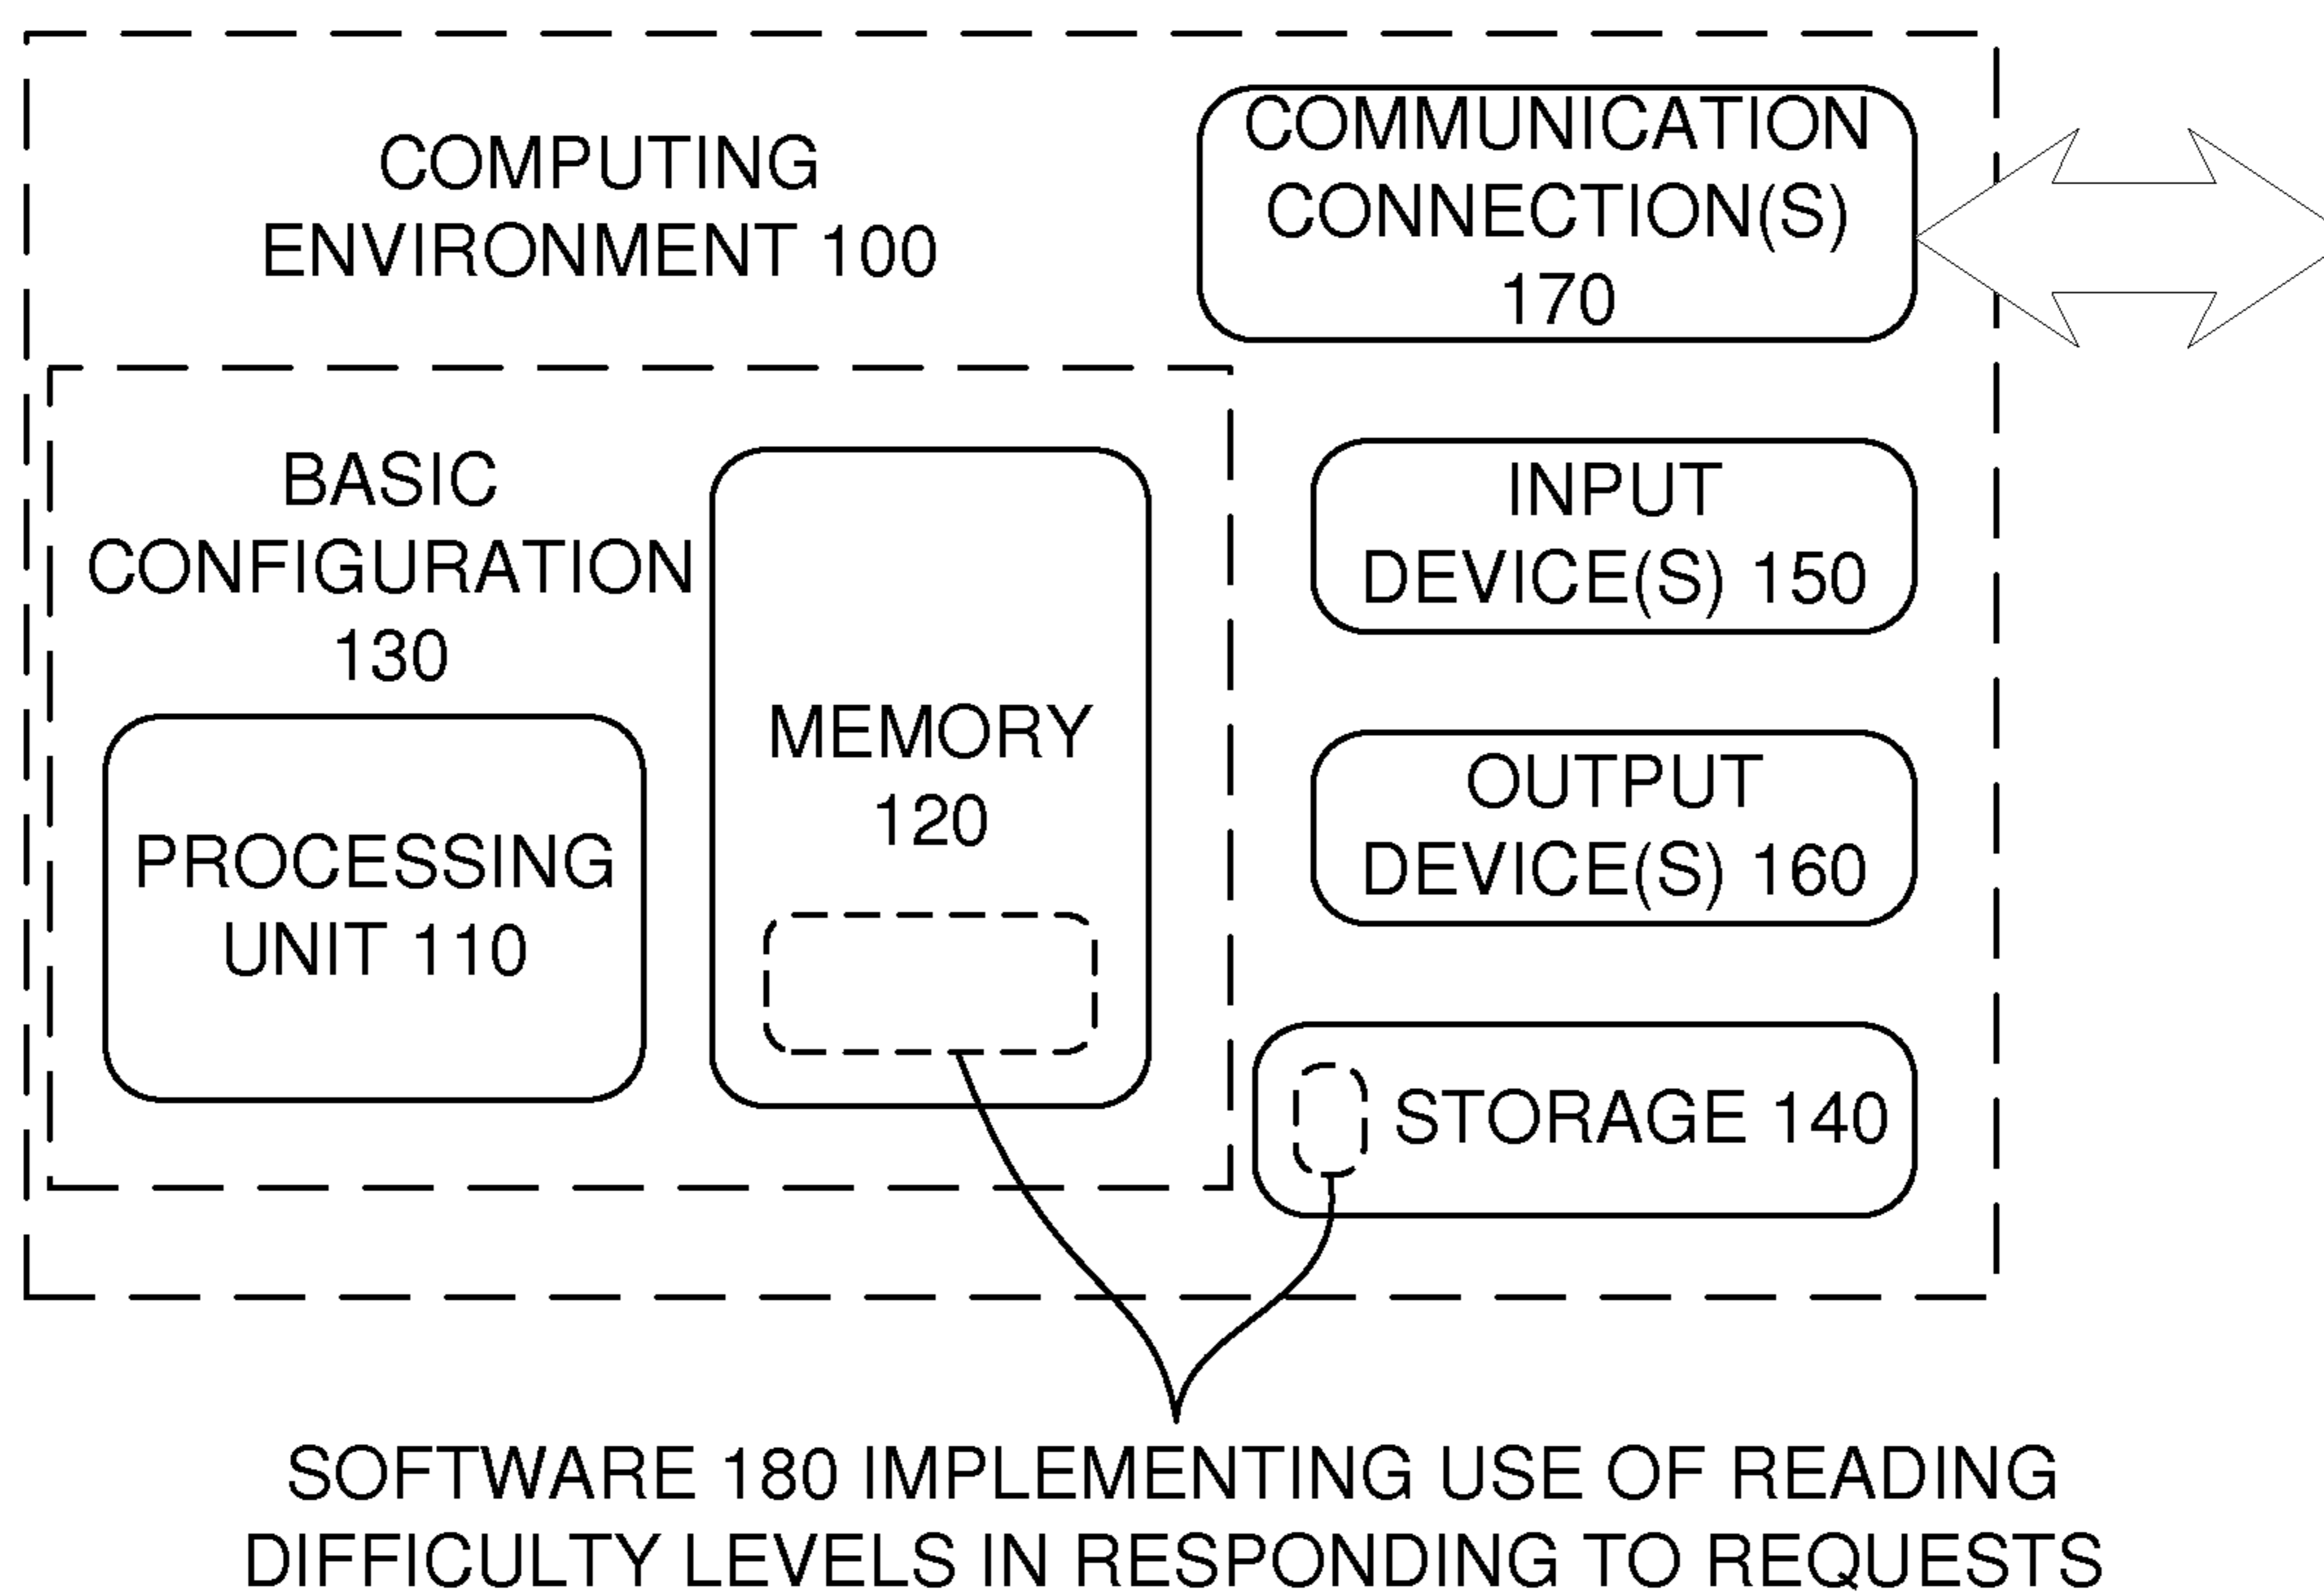 COMPUTING
ENVIRONMENT 100
COMMUNICATION
CONNECTION(S)
170
BASIC
CONFIGURATION
130
PROCESSING
UNIT 110
MEMORY
120
INPUT
DEVICE(S) 150
OUTPUT
DEVICE(S) 160
STORAGE 140
SOFTWARE 180 IMPLEMENTING USE OF READING
DIFFICULTY LEVELS IN RESPONDING TO REQUESTS